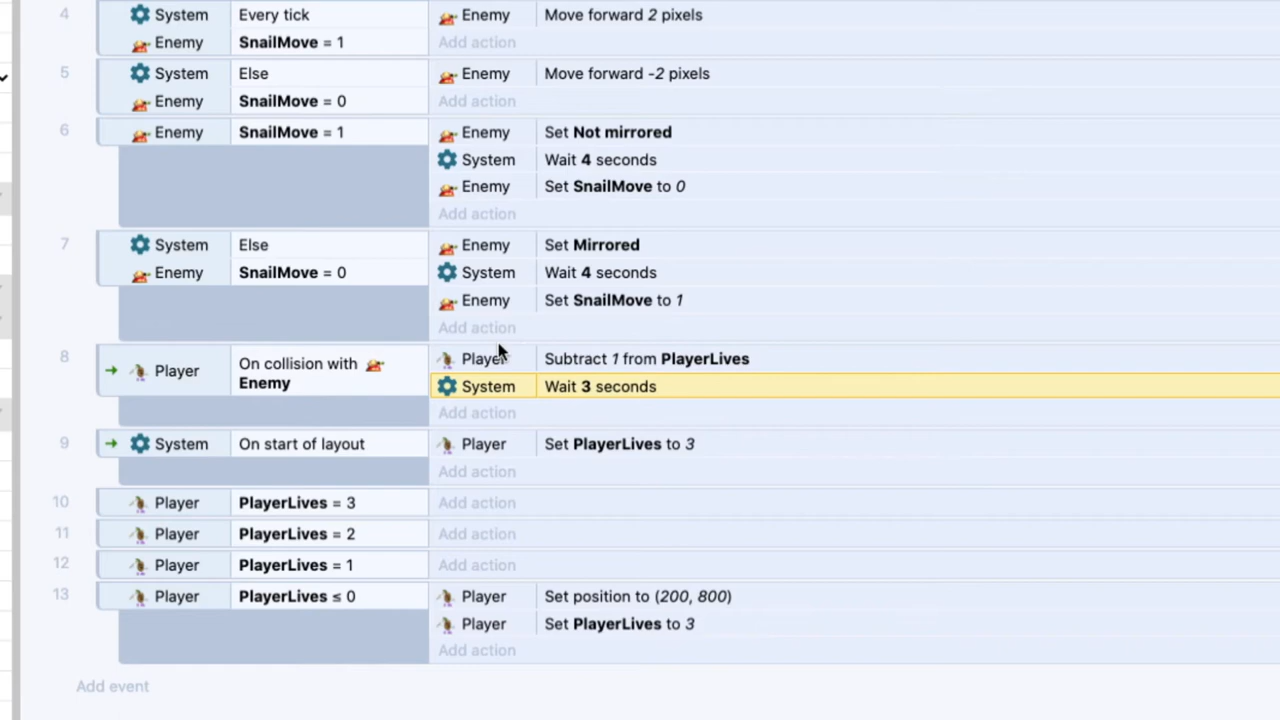 4 System Every tick Enemy Move forward 2 pixels
Enemy SnailMove = 1 Add action
5 System Else Enemy Move forward -2 pixels
Enemy SnailMove = 0 Add action
6 Enemy SnailMove = 1 Enemy Set Not mirrored
System Wait 4 seconds
Enemy Set SnailMove to 0
Add action
7 System Else Enemy Set Mirrored
Enemy SnailMove = 0 System Wait 4 seconds
Enemy Set SnailMove to 1
Add action
8 Player On collision with Enemy Player Subtract 1 from PlayerLives
System Wait 3 seconds
Add action
9 System On start of layout Player Set PlayerLives to 3
Add action
10 Player PlayerLives = 3 Add action
11 Player PlayerLives = 2 Add action
12 Player PlayerLives = 1 Add action
13 Player PlayerLives ≤ 0 Player Set position to (200, 800)
Player Set PlayerLives to 3
Add action
Add event